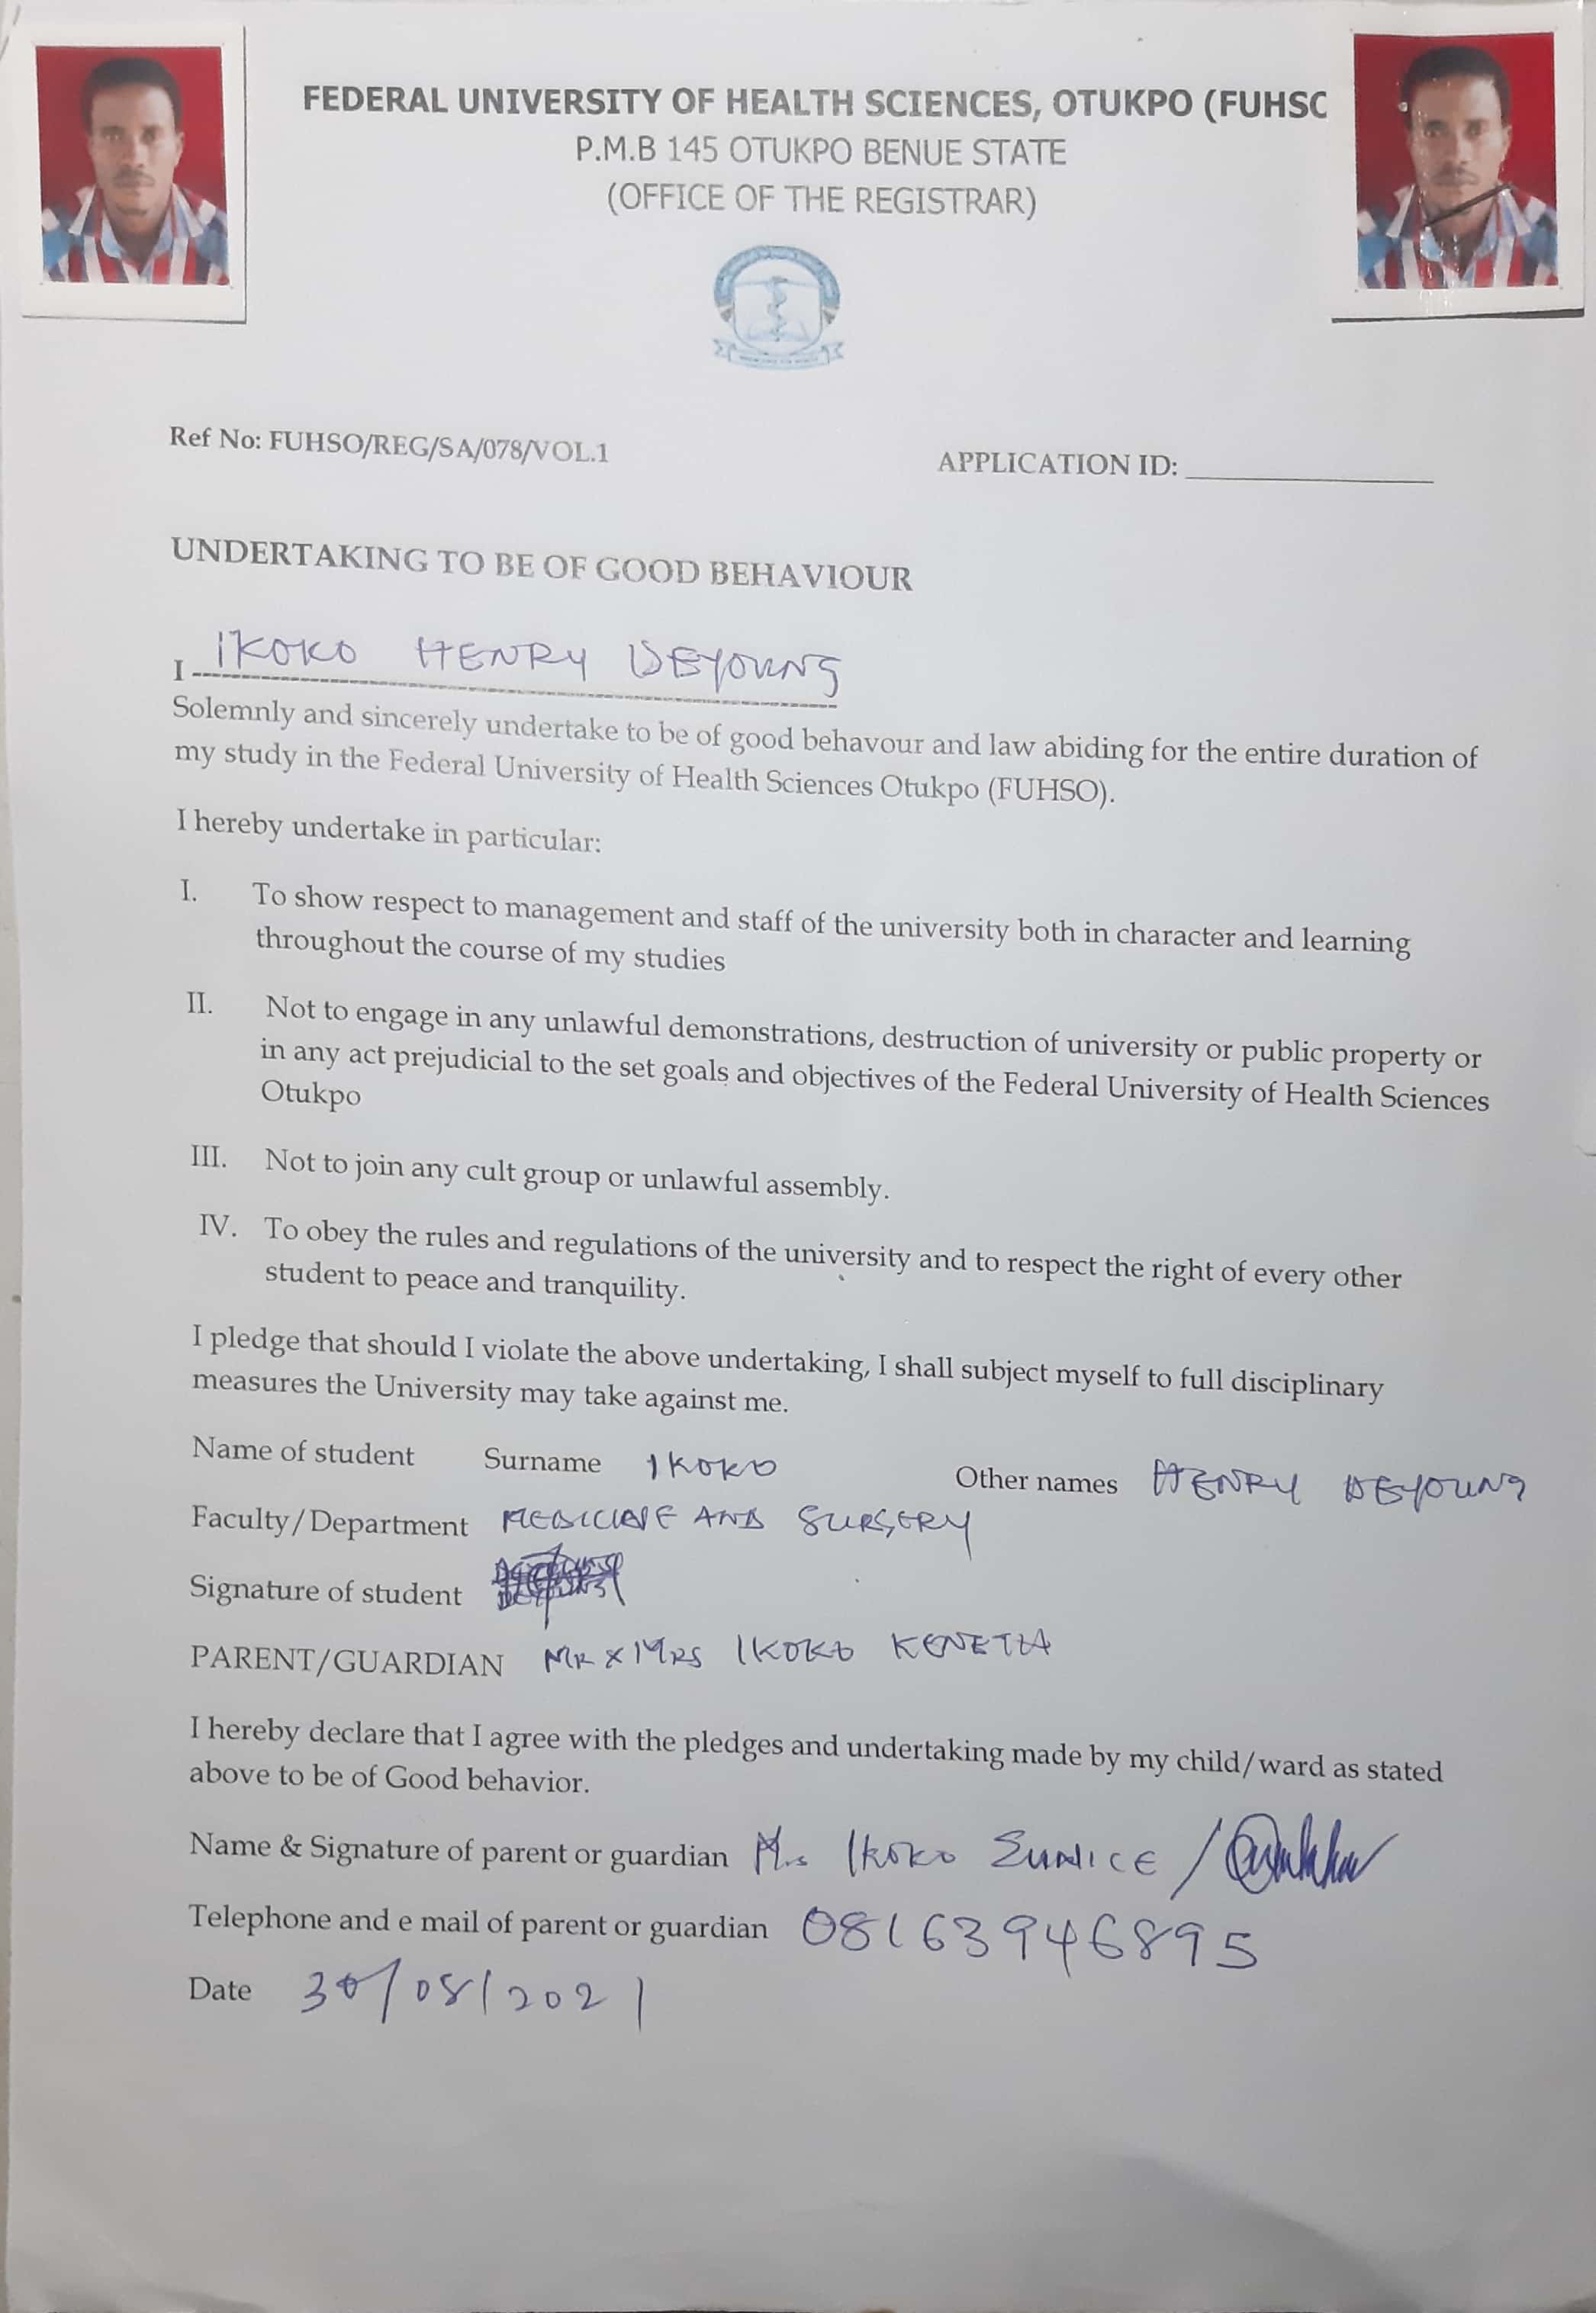 FEDERAL UNIVERSITY OF HEALTH SCIENCES, OTUKPO (FUHSC
P.M.B 145 OTUKPO BENUE STATE
(OFFICE OF THE REGISTRAR)
Ref No: FUHSO/REG/SA/078/VOL.1
APPLICATION ID:
UNDERTAKING TO BE OF GOOD BEHAVIOUR
I IKOKO HENRY DEYOUNG
Solemnly and sincerely undertake to be of good behavour and law abiding for the entire duration of
my study in the Federal University of Health Sciences Otukpo (FUHSO).
I hereby undertake in particular:
I. To show respect to management and staff of the university both in character and learning
throughout the course of my studies
II. Not to engage in any unlawful demonstrations, destruction of university or public property or
in any act prejudicial to the set goals and objectives of the Federal University of Health Sciences
Otukpo
III. Not to join any cult group or unlawful assembly.
IV. To obey the rules and regulations of the university and to respect the right of every other
student to peace and tranquility.
I pledge that should I violate the above undertaking, I shall subject myself to full disciplinary
measures the University may take against me.
Name of student Surname IKOKO Other names HENRY DEYOUNG
Faculty/Department MEDICINE AND SURGERY
Signature of student
PARENT/GUARDIAN MR & MRS IKOKO
I hereby declare that I agree with the pledges and undertaking made by my child/ward as stated
above to be of Good behavior.
Name & Signature of parent or guardian Mrs IKOKO EUNICE /
Telephone and e mail of parent or guardian 08163946895
Date 30/08/2021